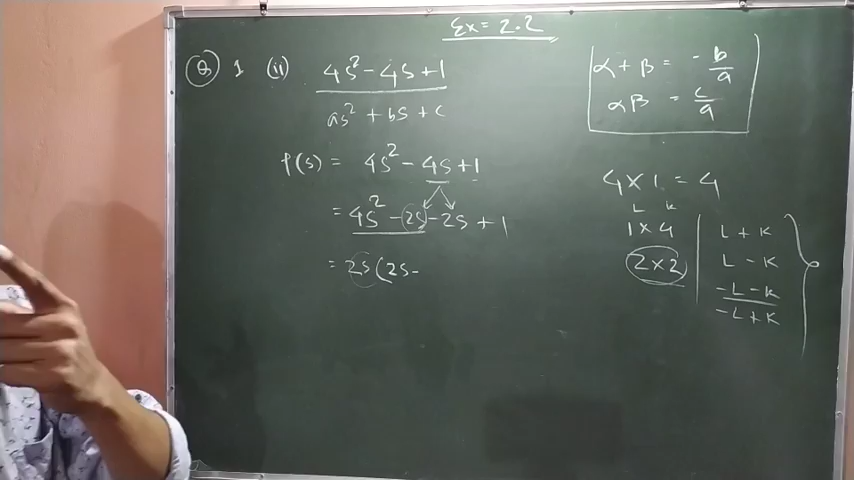 Ex = 2.2
Q 1 (ii) 4s² - 4s + 1
as² + bs + c
P(s) = 4s² - 4s + 1
= 4s² - 2s - 2s + 1
= 2s(2s -
α + β = - b/a
αβ = c/a
4 × 1 = 4
L K
1 × 4
2 × 2
L + K
L - K
-L - K
-L + K